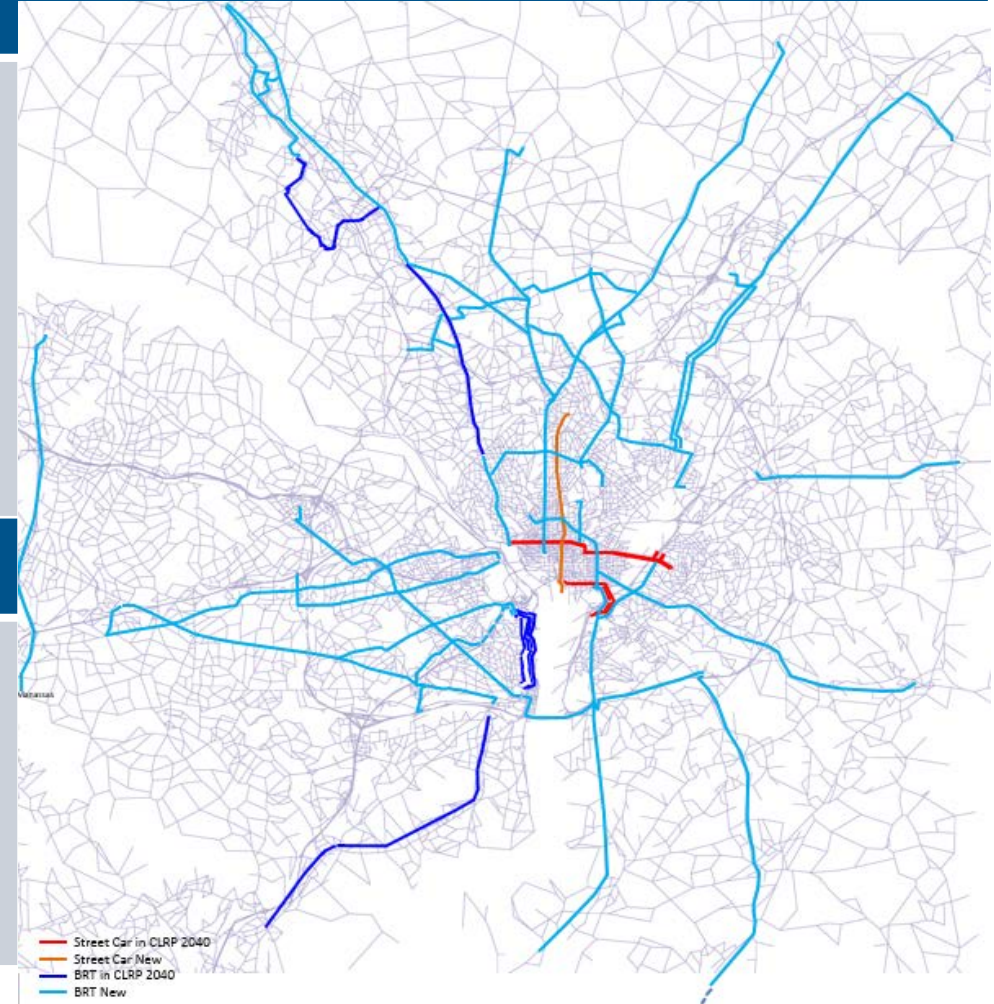 Manassas
Street Car in CLRP 2040
Street Car New
BRT in CLRP 2040
BRT New